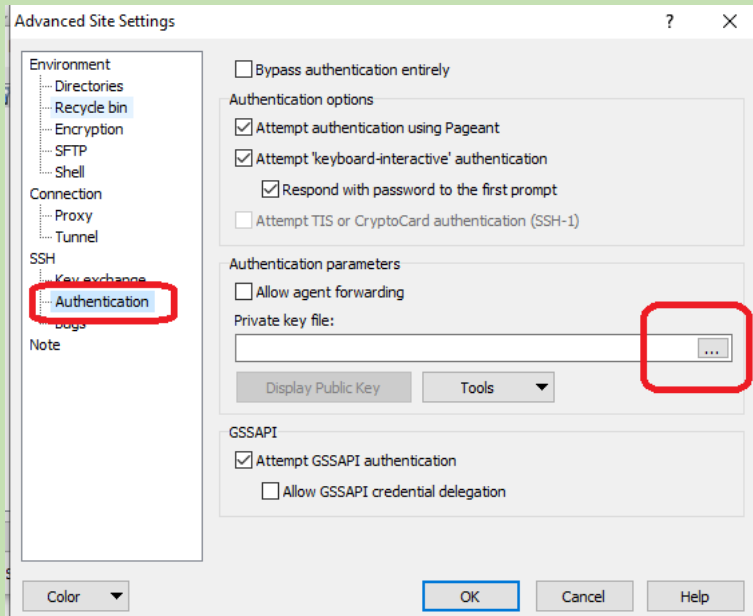 Advanced Site Settings
?
X
Environment
Directories
Recycle bin
Encryption
SFTP
Shell
Connection
Proxy
Tunnel
SSH
Key exchange
Authentication
Bugs
Note
Bypass authentication entirely
Authentication options
Attempt authentication using Pageant
Attempt 'keyboard-interactive' authentication
Respond with password to the first prompt
Attempt TIS or CryptoCard authentication (SSH-1)
Authentication parameters
Allow agent forwarding
Private key file:
...
Display Public Key
Tools
GSSAPI
Attempt GSSAPI authentication
Allow GSSAPI credential delegation
Color
OK
Cancel
Help